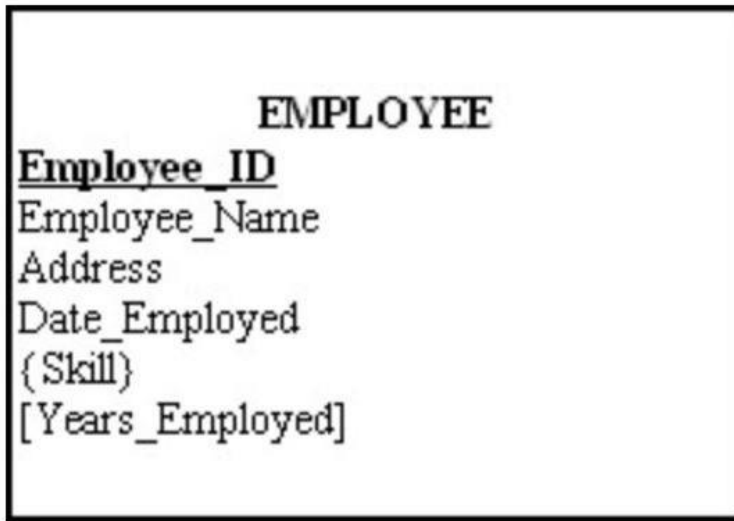 EMPLOYEE
Employee_ID
Employee_Name
Address
Date_Employed
{Skill}
[Years_Employed]